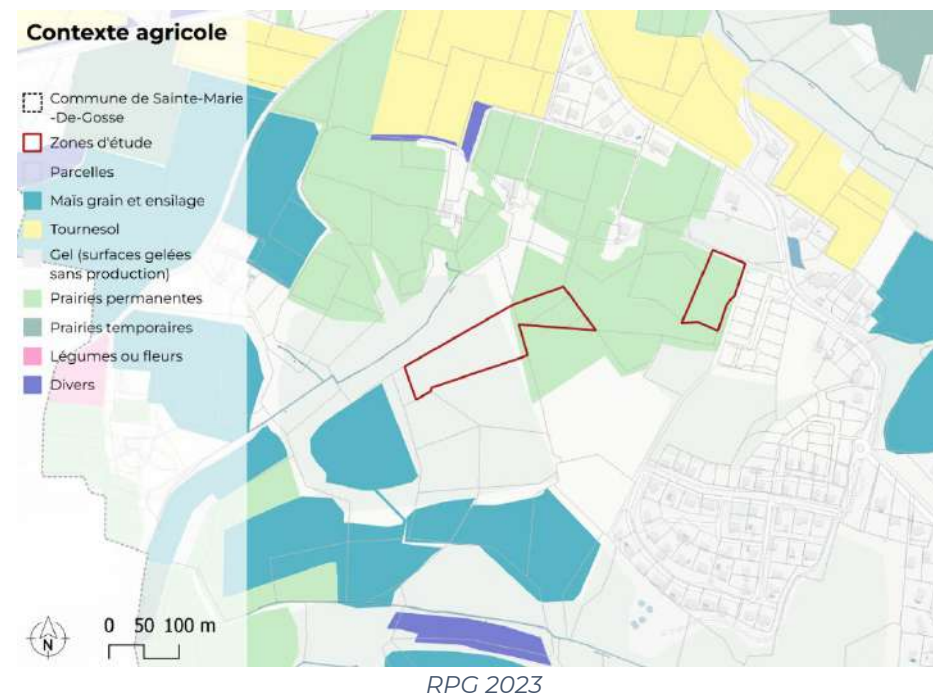 Contexte agricole
Commune de Sainte-Marie
-De-Gosse
Zones d'étude
Parcelles
Maïs grain et ensilage
Tournesol
Gel (surfaces gelées
sans production)
Prairies permanentes
Prairies temporaires
Légumes ou fleurs
Divers
N
0 50 100 m
RPG 2023